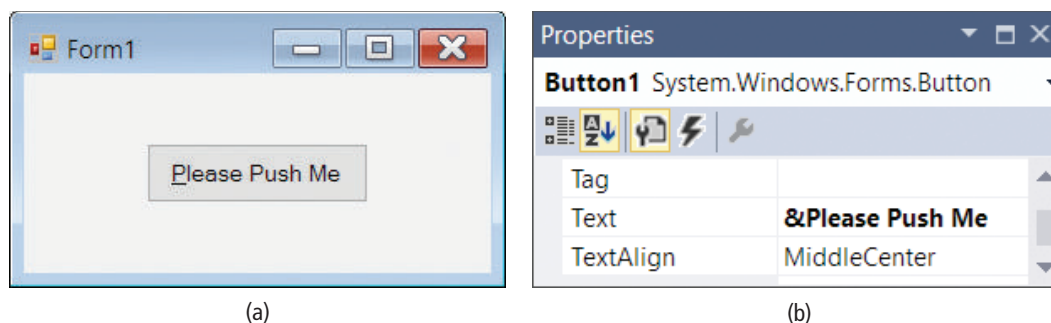 Form1
Please Push Me
(a)
Properties
Button1 System.Windows.Forms.Button
Tag
Text &Please Push Me
TextAlign MiddleCenter
(b)